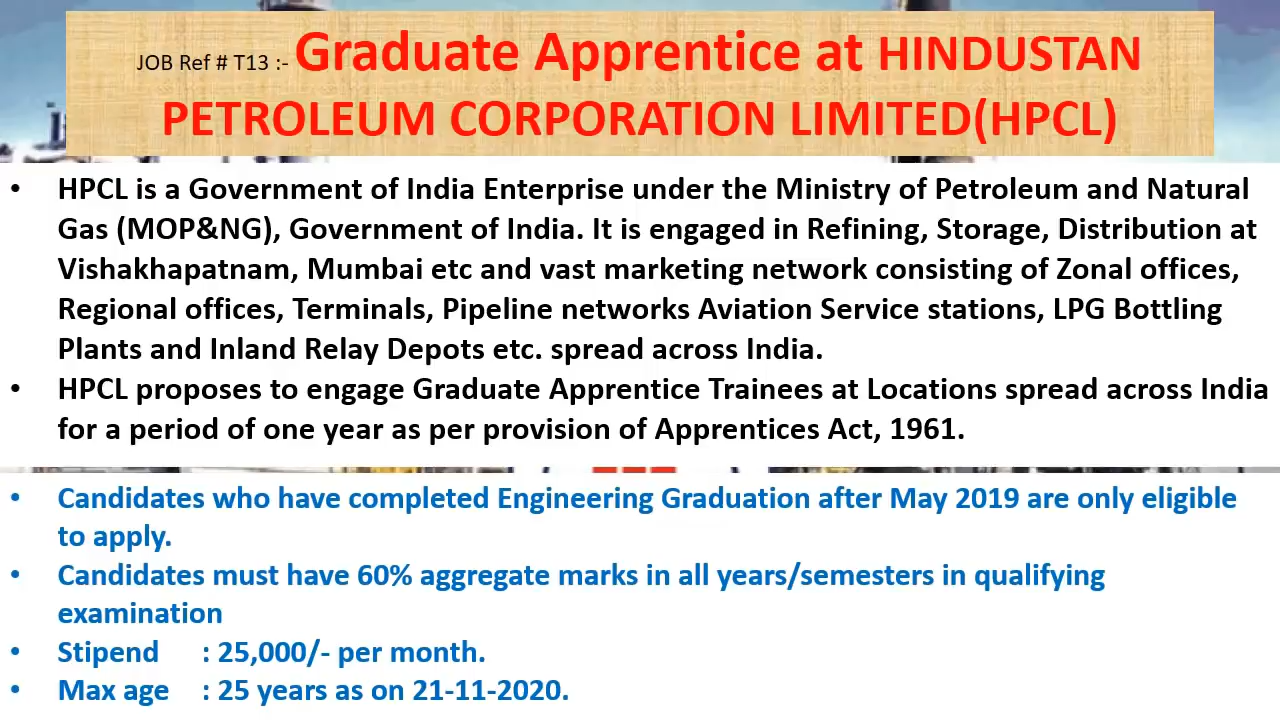 JOB Ref # T13 :- Graduate Apprentice at HINDUSTAN
PETROLEUM CORPORATION LIMITED(HPCL)
• HPCL is a Government of India Enterprise under the Ministry of Petroleum and Natural
Gas (MOP&NG), Government of India. It is engaged in Refining, Storage, Distribution at
Vishakhapatnam, Mumbai etc and vast marketing network consisting of Zonal offices,
Regional offices, Terminals, Pipeline networks Aviation Service stations, LPG Bottling
Plants and Inland Relay Depots etc. spread across India.
• HPCL proposes to engage Graduate Apprentice Trainees at Locations spread across India
for a period of one year as per provision of Apprentices Act, 1961.
• Candidates who have completed Engineering Graduation after May 2019 are only eligible
to apply.
• Candidates must have 60% aggregate marks in all years/semesters in qualifying
examination
• Stipend : 25,000/- per month.
• Max age : 25 years as on 21-11-2020.